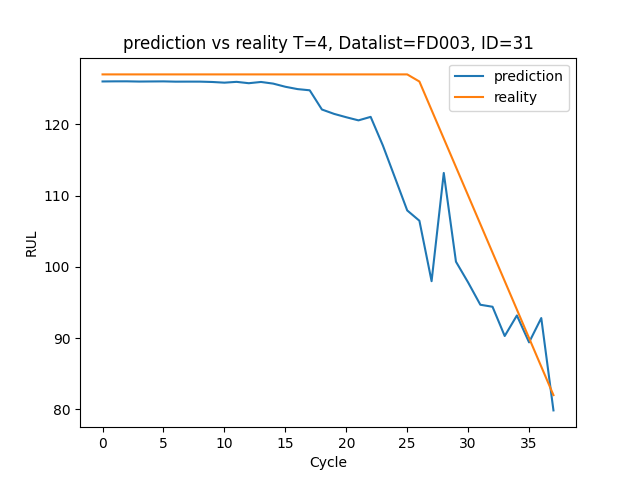 prediction vs reality T=4, Datalist=FD003, ID=31
prediction
reality
120
110
100
90
80
RUL
0 5 10 15 20 25 30 35
Cycle